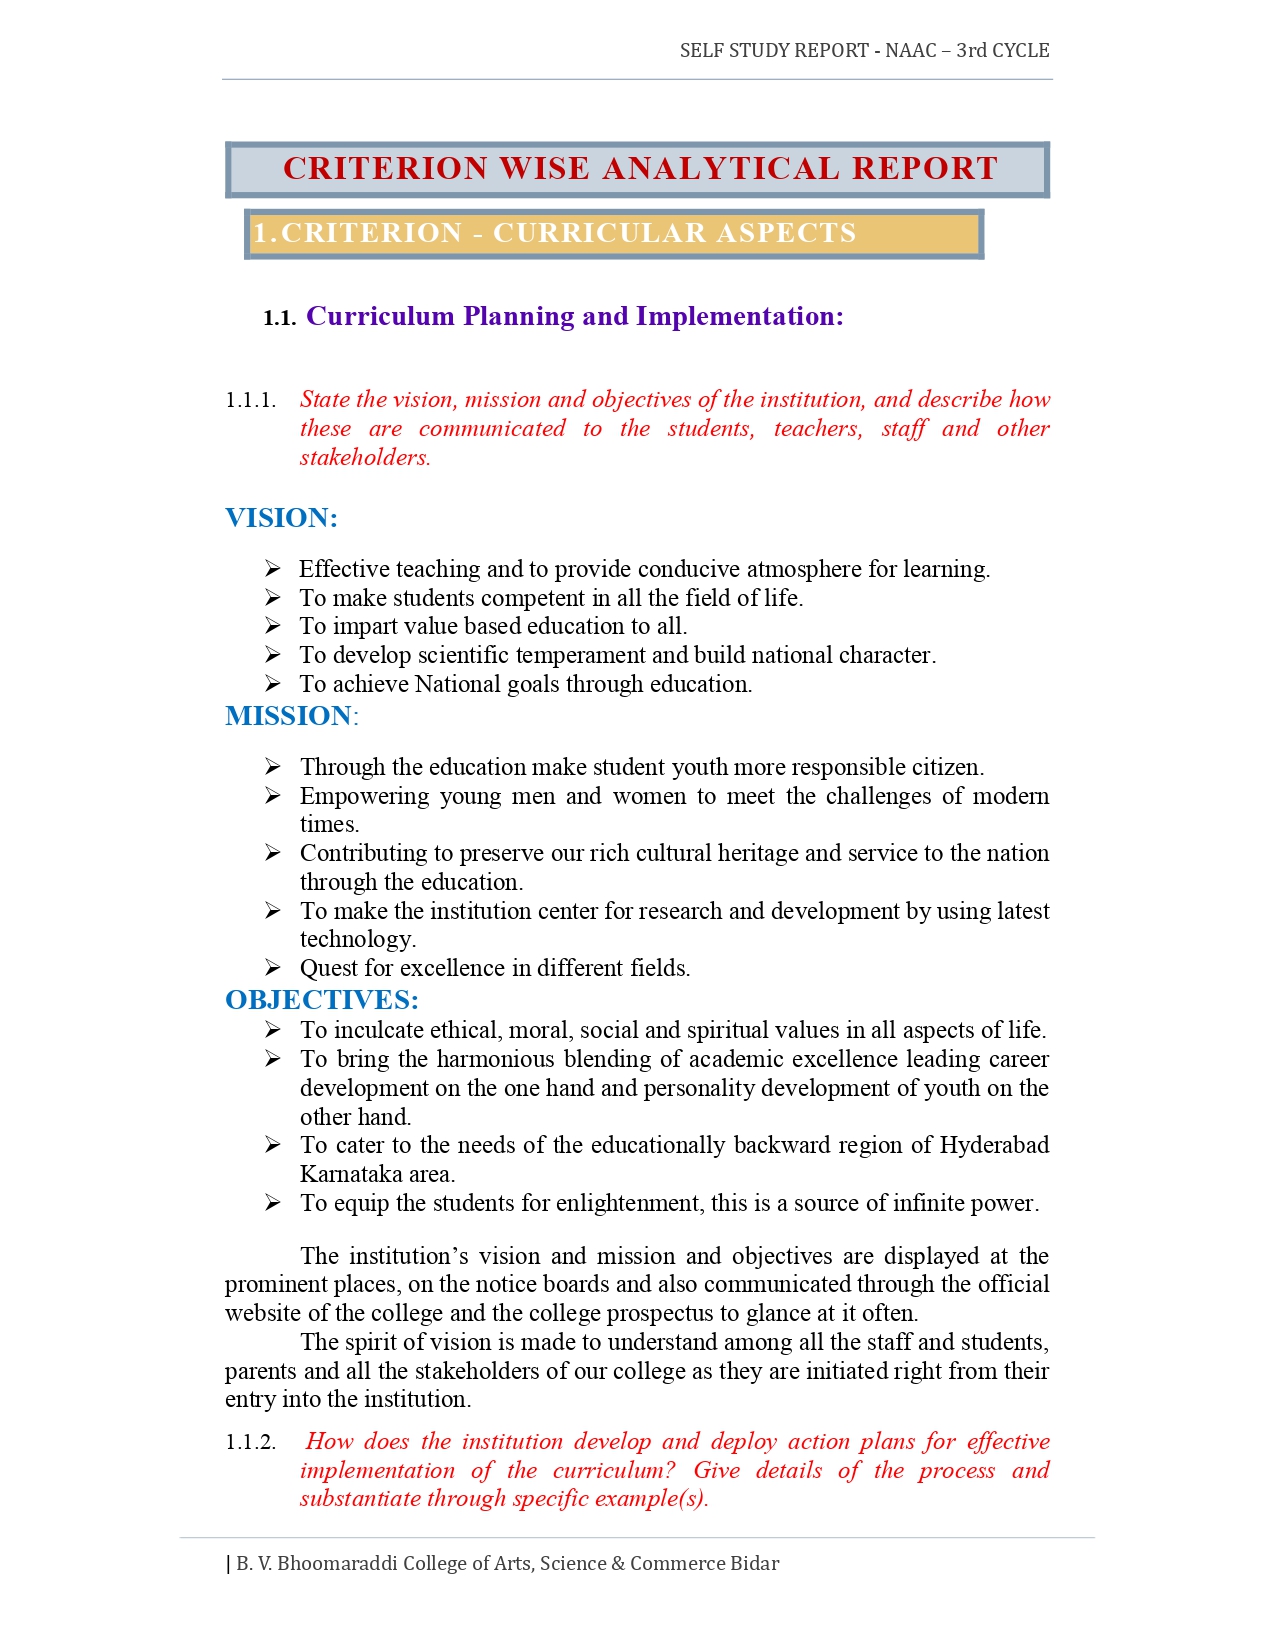 SELF STUDY REPORT - NAAC – 3rd CYCLE
CRITERION WISE ANALYTICAL REPORT
1. CRITERION - CURRICULAR ASPECTS
1.1. Curriculum Planning and Implementation:
1.1.1. State the vision, mission and objectives of the institution, and describe how
these are communicated to the students, teachers, staff and other
stakeholders.
VISION:
➢ Effective teaching and to provide conducive atmosphere for learning.
➢ To make students competent in all the field of life.
➢ To impart value based education to all.
➢ To develop scientific temperament and build national character.
➢ To achieve National goals through education.
MISSION:
➢ Through the education make student youth more responsible citizen.
➢ Empowering young men and women to meet the challenges of modern
times.
➢ Contributing to preserve our rich cultural heritage and service to the nation
through the education.
➢ To make the institution center for research and development by using latest
technology.
➢ Quest for excellence in different fields.
OBJECTIVES:
➢ To inculcate ethical, moral, social and spiritual values in all aspects of life.
➢ To bring the harmonious blending of academic excellence leading career
development on the one hand and personality development of youth on the
other hand.
➢ To cater to the needs of the educationally backward region of Hyderabad
Karnataka area.
➢ To equip the students for enlightenment, this is a source of infinite power.
The institution’s vision and mission and objectives are displayed at the
prominent places, on the notice boards and also communicated through the official
website of the college and the college prospectus to glance at it often.
The spirit of vision is made to understand among all the staff and students,
parents and all the stakeholders of our college as they are initiated right from their
entry into the institution.
1.1.2. How does the institution develop and deploy action plans for effective
implementation of the curriculum? Give details of the process and
substantiate through specific example(s).
| B. V. Bhoomaraddi College of Arts, Science & Commerce Bidar